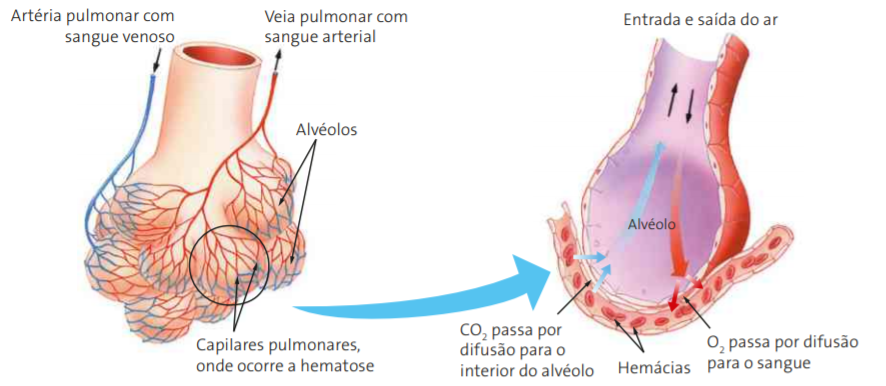 Artéria pulmonar com
sangue venoso
Veia pulmonar com
sangue arterial
Alvéolos
Capilares pulmonares,
onde ocorre a hematose
Entrada e saída do ar
Alvéolo
CO₂ passa por
difusão para o
interior do alvéolo
Hemácias
O₂ passa por difusão
para o sangue